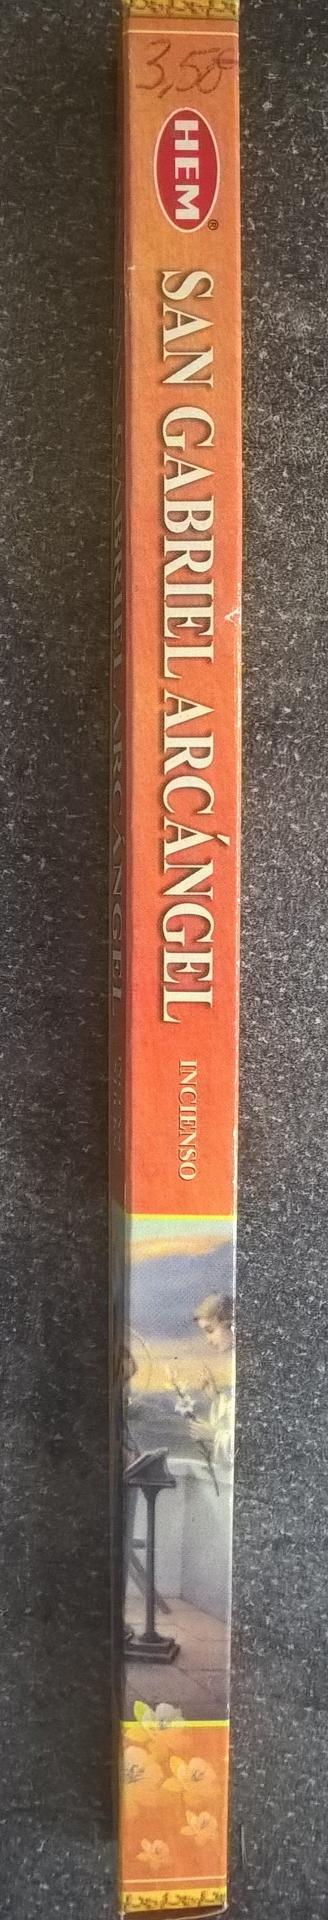 3,50€
HEM®
SAN GABRIEL ARCÁNGEL
INCIENSO